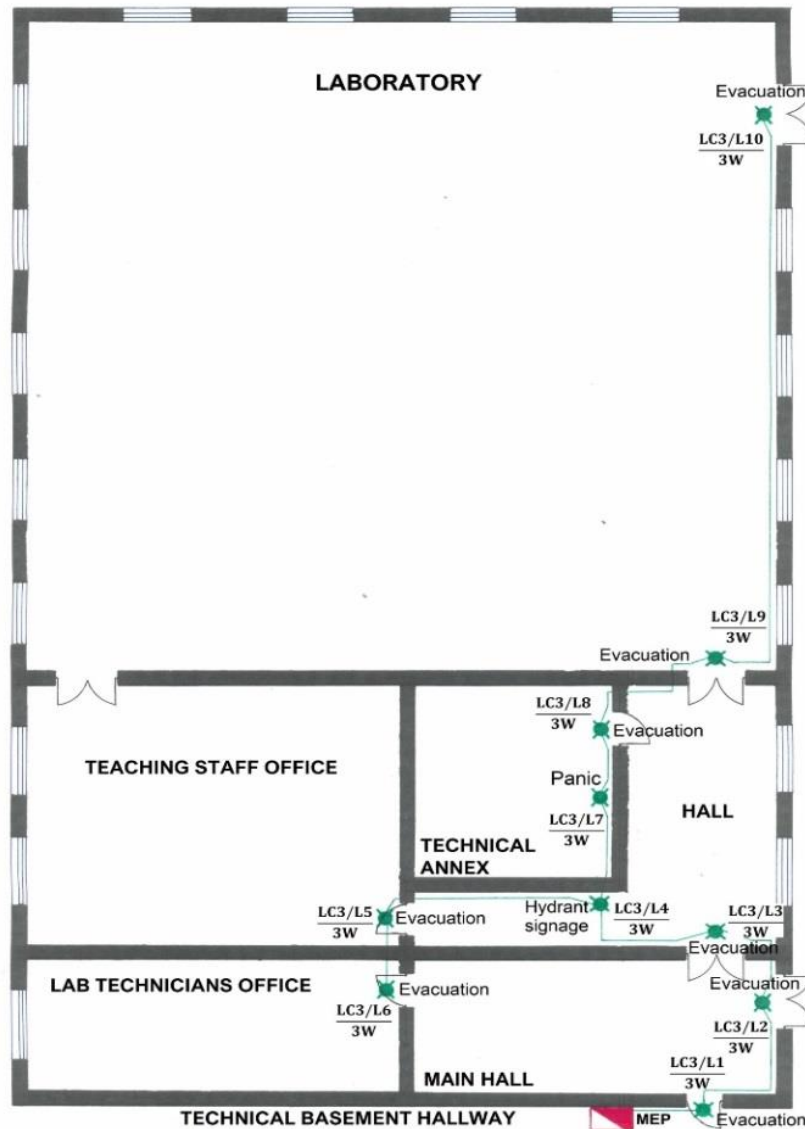 LABORATORY
Evacuation
LC3/L10
3W
LC3/L9
3W
Evacuation
LC3/L8
3W
Evacuation
TEACHING STAFF OFFICE
Panic
LC3/L7
3W
HALL
TECHNICAL
ANNEX
LC3/L5
3W
Evacuation
Hydrant
signage
LC3/L4
3W
LC3/L3
3W
Evacuation
LAB TECHNICIANS OFFICE
Evacuation
LC3/L6
3W
Evacuation
LC3/L2
3W
LC3/L1
3W
MAIN HALL
TECHNICAL BASEMENT HALLWAY
MEP
Evacuation